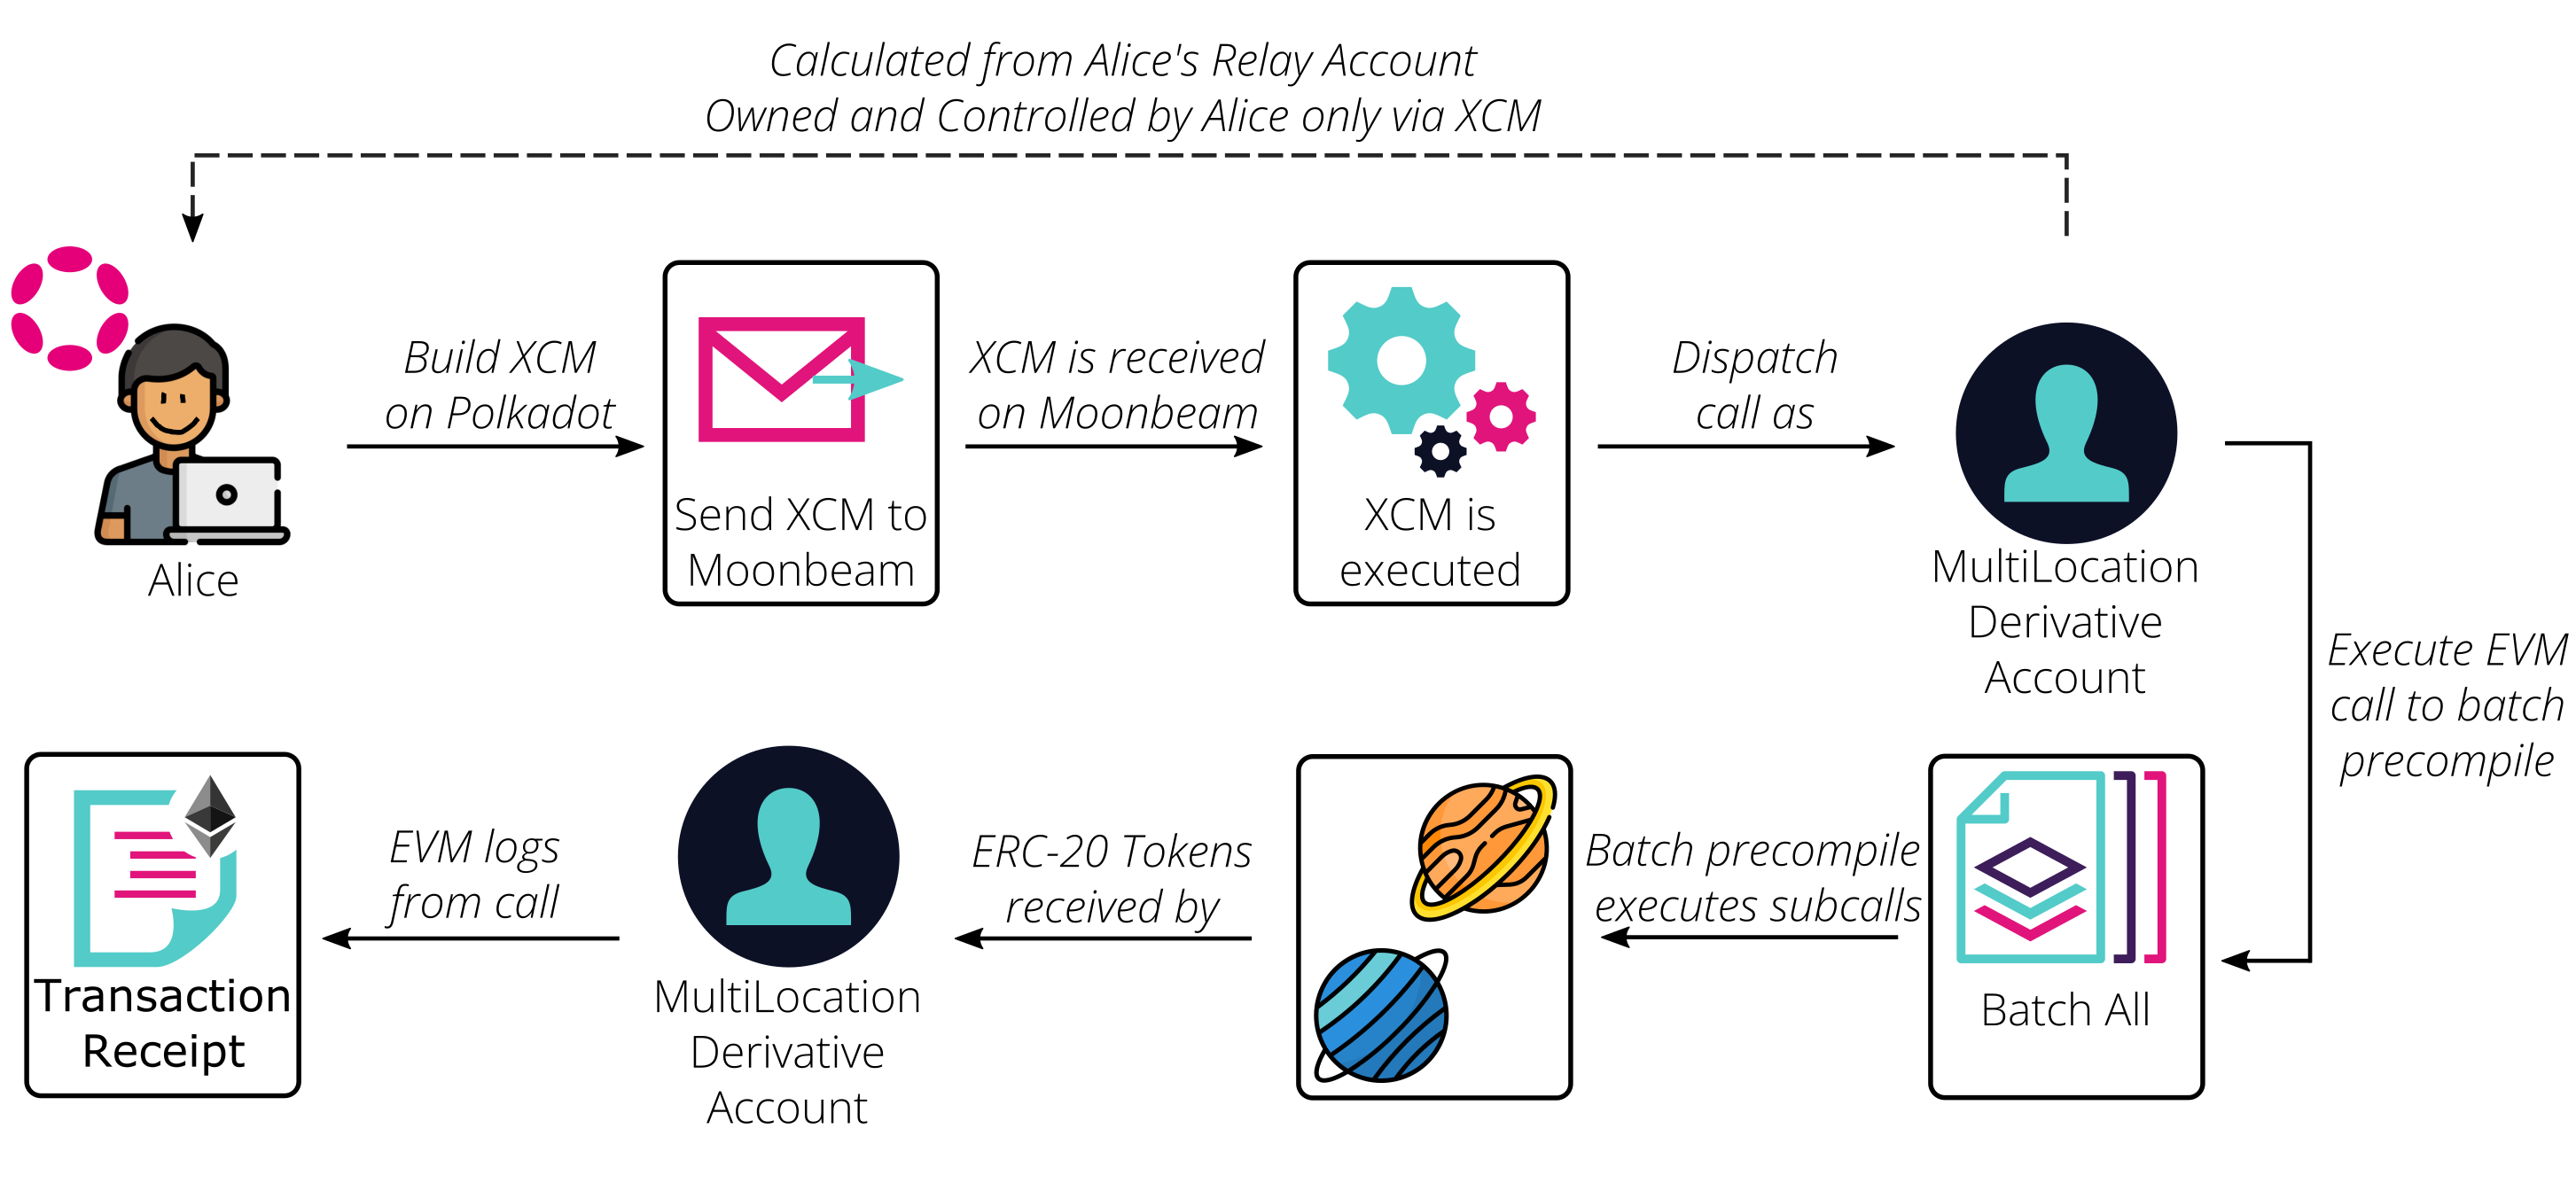 Calculated from Alice's Relay Account
Owned and Controlled by Alice only via XCM
Build XCM
on Polkadot
XCM is received
on Moonbeam
Dispatch
call as
Alice
Send XCM to
Moonbeam
XCM is
executed
MultiLocation
Derivative
Account
Execute EVM
call to batch
precompile
Batch All
Batch precompile
executes subcalls
ERC-20 Tokens
received by
MultiLocation
Derivative
Account
EVM logs
from call
Transaction
Receipt